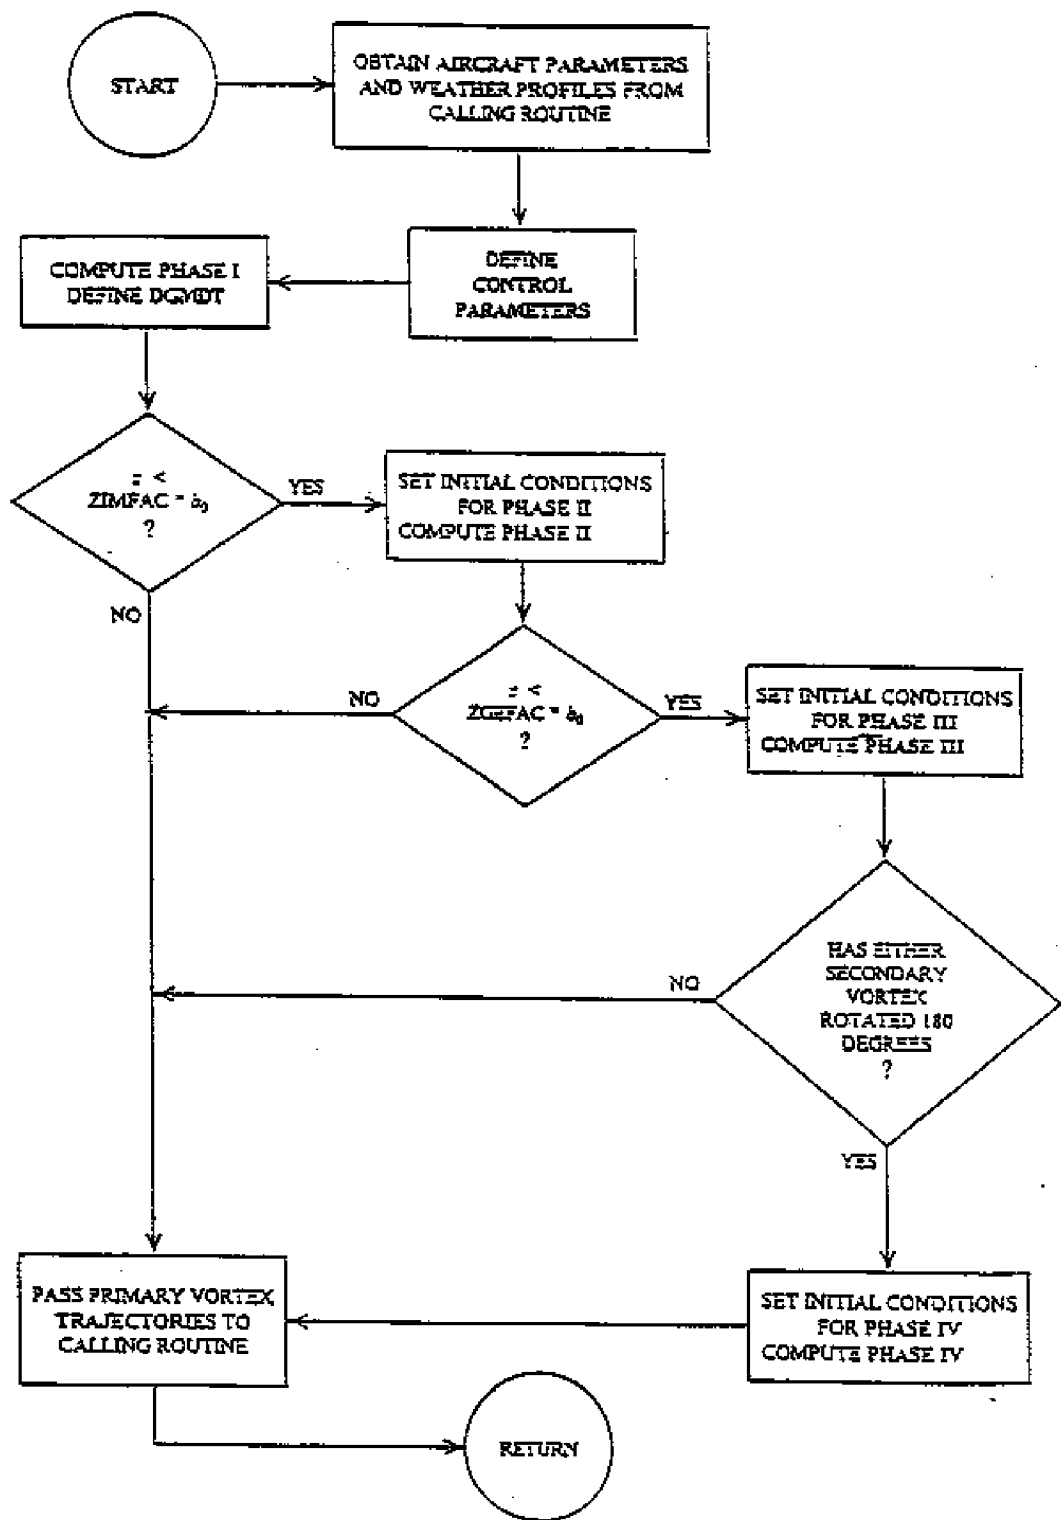 START
OBTAIN AIRCRAFT PARAMETERS
AND WEATHER PROFILES FROM
CALLING ROUTINE
COMPUTE PHASE I
DEFINE DGMDT
DEFINE
CONTROL
PARAMETERS
z <
ZIMFAC * b₀
?
YES
NO
SET INITIAL CONDITIONS
FOR PHASE II
COMPUTE PHASE II
z <
ZGEFAC * b₀
?
NO
YES
SET INITIAL CONDITIONS
FOR PHASE III
COMPUTE PHASE III
HAS EITHER
SECONDARY
VORTEX
ROTATED 180
DEGREES
?
NO
YES
PASS PRIMARY VORTEX
TRAJECTORIES TO
CALLING ROUTINE
SET INITIAL CONDITIONS
FOR PHASE IV
COMPUTE PHASE IV
RETURN